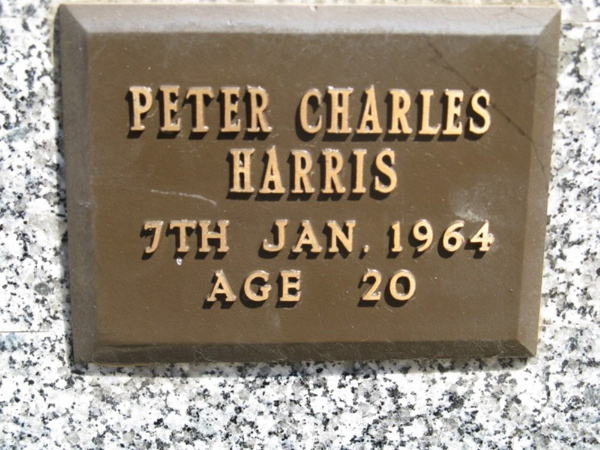 PETER CHARLES
HARRIS
7TH JAN. 1964
AGE 20